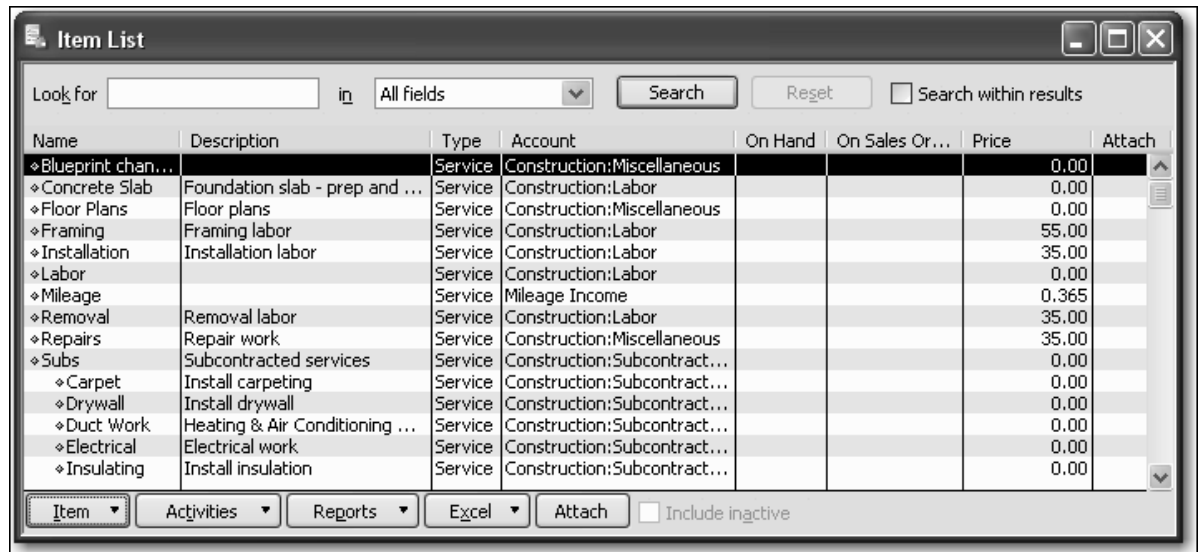 Item List
Look for in All fields Search Reset Search within results
Name Description Type Account On Hand On Sales Or... Price Attach
Blueprint chan... Service Construction:Miscellaneous 0.00
Concrete Slab Foundation slab - prep and ... Service Construction:Labor 0.00
Floor Plans Floor plans Service Construction:Miscellaneous 0.00
Framing Framing labor Service Construction:Labor 55.00
Installation Installation labor Service Construction:Labor 35.00
Labor Service Construction:Labor 0.00
Mileage Service Mileage Income 0.365
Removal Removal labor Service Construction:Labor 35.00
Repairs Repair work Service Construction:Miscellaneous 35.00
Subs Subcontracted services Service Construction:Subcontract... 0.00
Carpet Install carpeting Service Construction:Subcontract... 0.00
Drywall Install drywall Service Construction:Subcontract... 0.00
Duct Work Heating & Air Conditioning ... Service Construction:Subcontract... 0.00
Electrical Electrical work Service Construction:Subcontract... 0.00
Insulating Install insulation Service Construction:Subcontract... 0.00
Item Activities Reports Excel Attach Include inactive